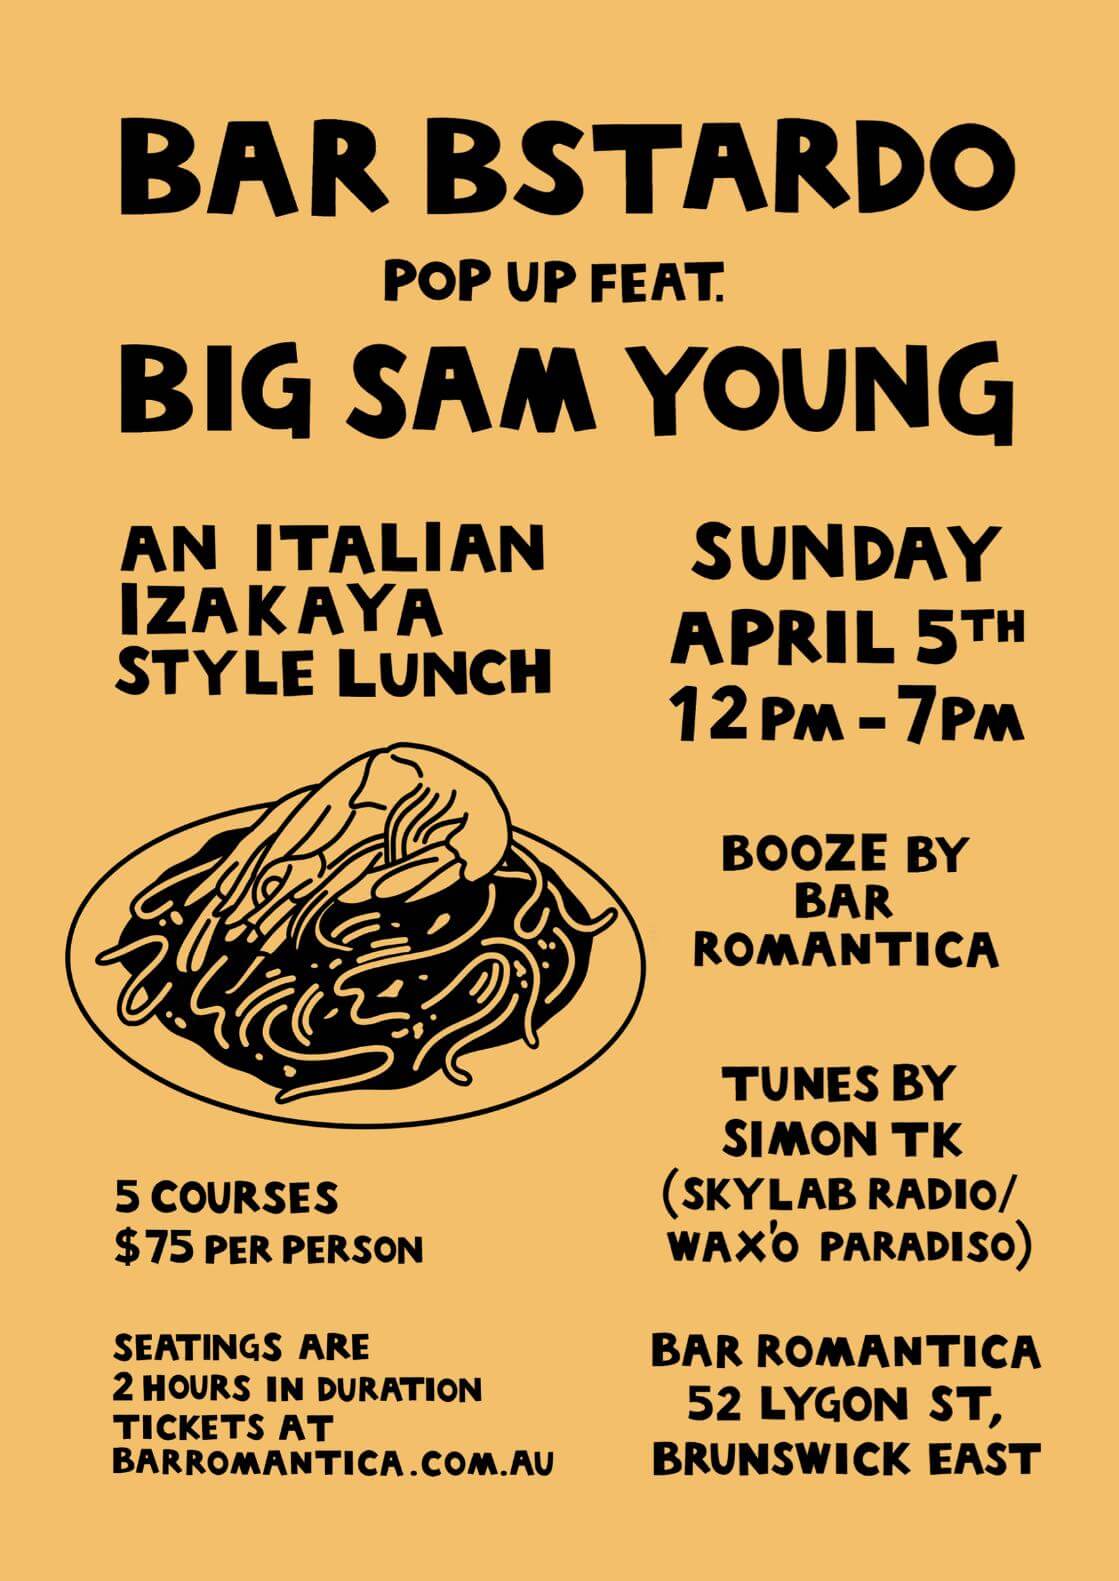 BAR BSTARDO
POP UP FEAT.
BIG SAM YOUNG
AN ITALIAN
IZAKAYA
STYLE LUNCH
SUNDAY
APRIL 5TH
12PM - 7PM
BOOZE BY
BAR
ROMANTICA
TUNES BY
SIMON TK
(SKYLAB RADIO/
WAX'O PARADISO)
5 COURSES
$75 PER PERSON
SEATINGS ARE
2 HOURS IN DURATION
TICKETS AT
BARROMANTICA.COM.AU
BAR ROMANTICA
52 LYGON ST,
BRUNSWICK EAST